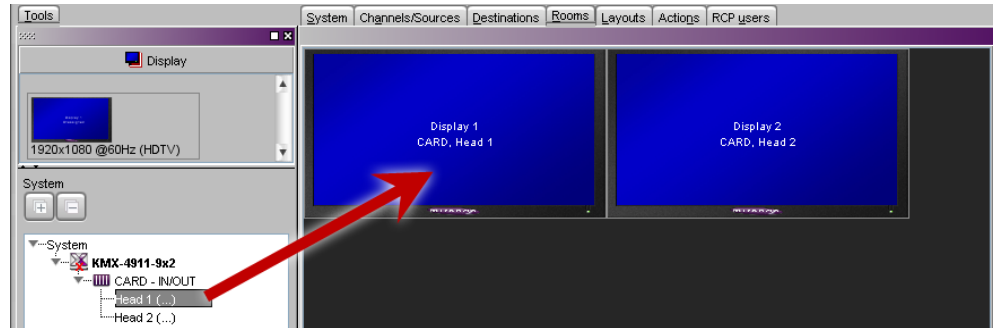 Tools
Display
1920x1080 @60Hz (HDTV)
System
System
KMX-4911-9x2
CARD - IN/OUT
Head 1 (...)
Head 2 (...)
System Channels/Sources Destinations Rooms Layouts Actions RCP users
Display 1
CARD, Head 1
Display 2
CARD, Head 2